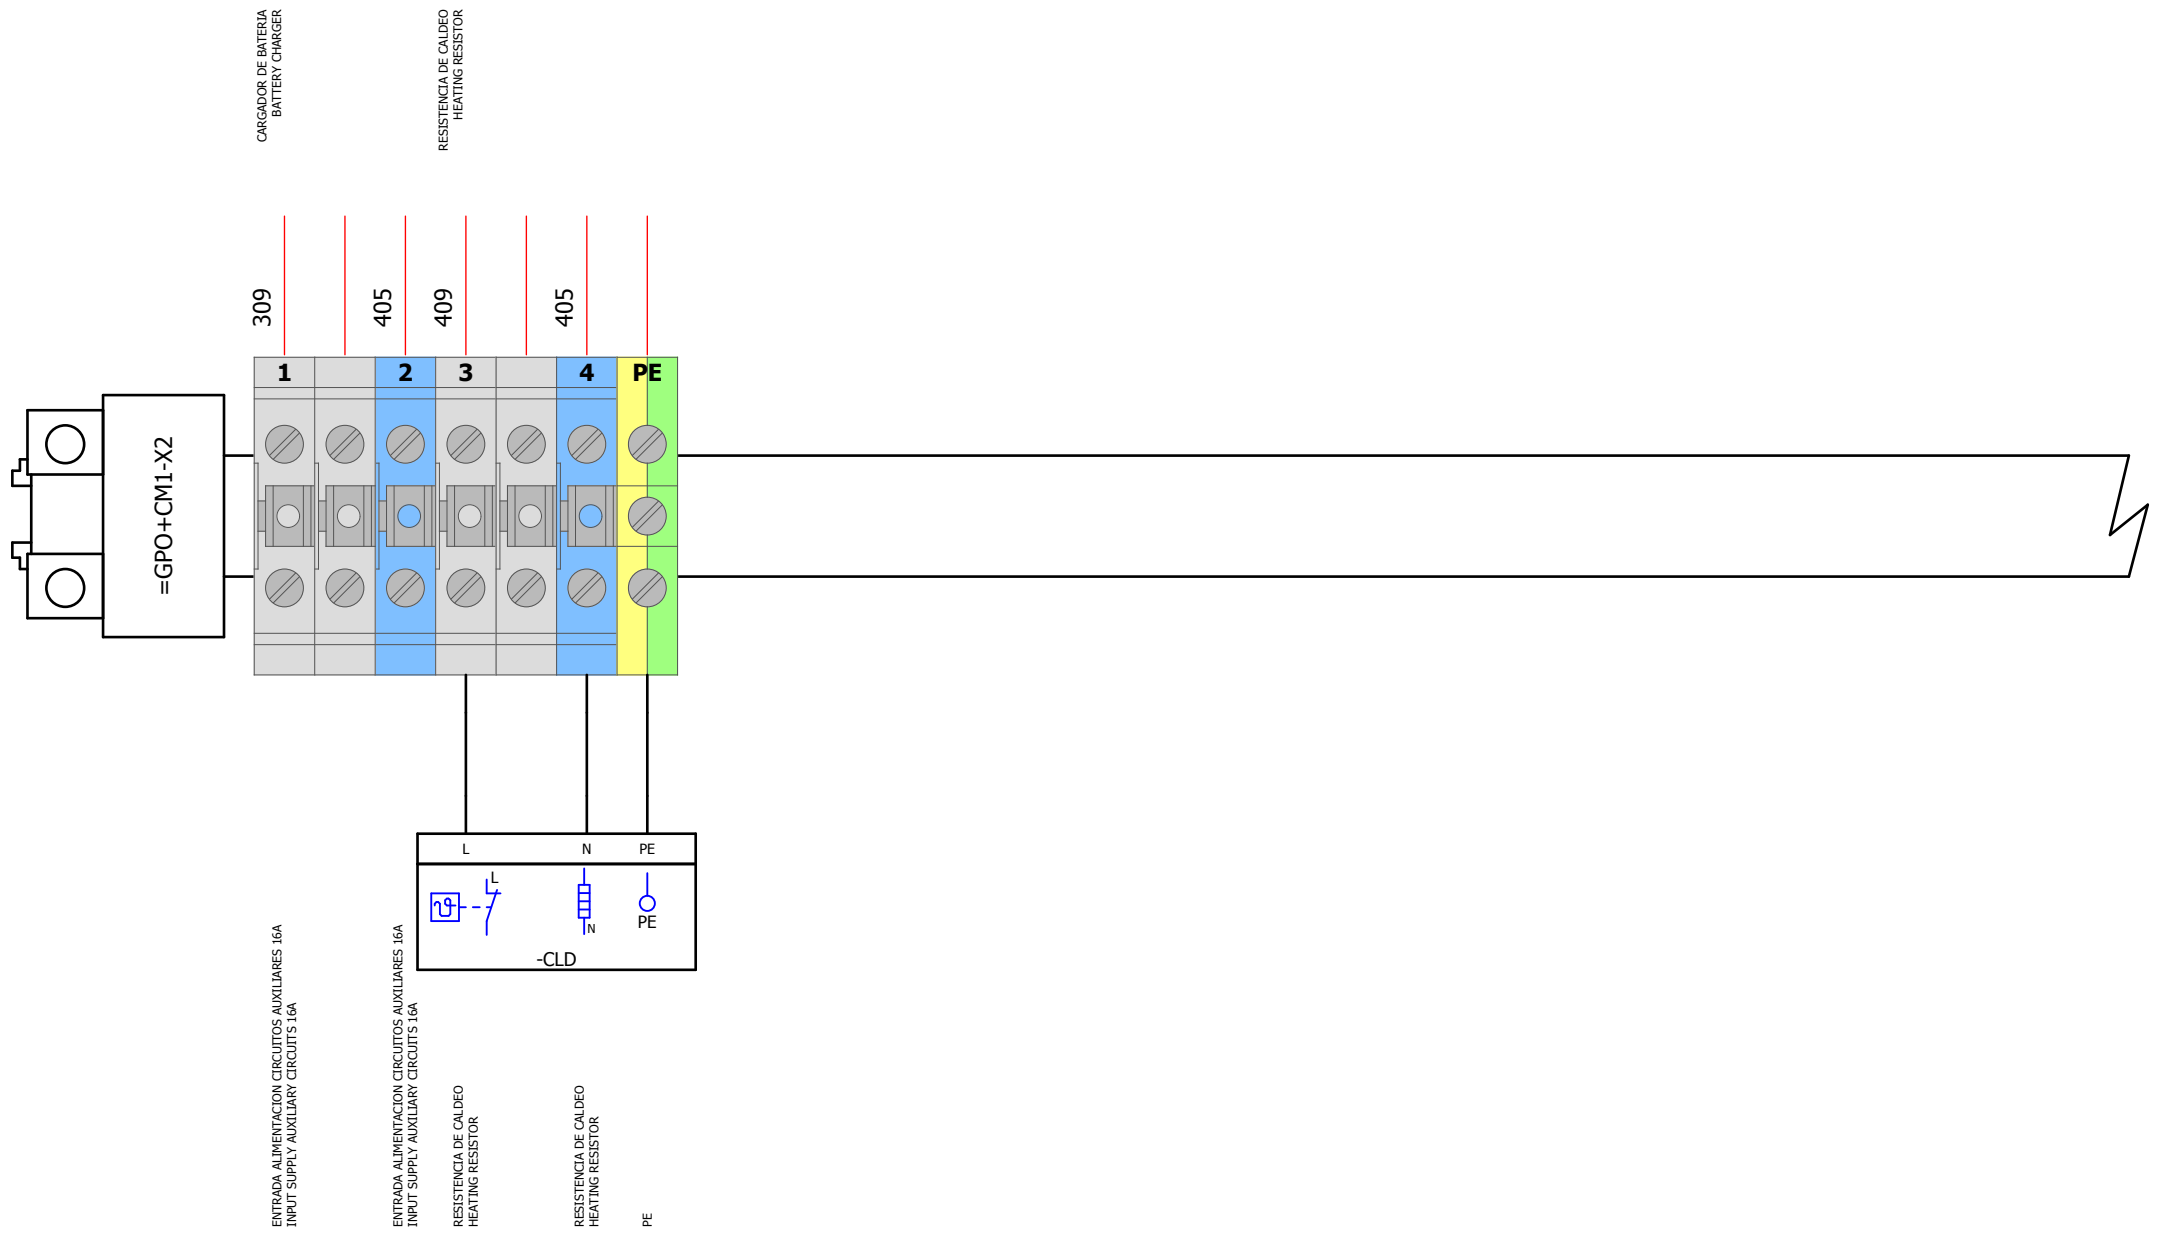 CARGADOR DE BATERIA
BATTERY CHARGER
RESISTENCIA DE CALDEO
HEATING RESISTOR
309
405
409
405
1
2
3
4
PE
=GPO+CM1-X2
L
N
PE
L
N
PE
-CLD
ENTRADA ALIMENTACION CIRCUITOS AUXILIARES 16A
INPUT SUPPLY AUXILIARY CIRCUITS 16A
ENTRADA ALIMENTACION CIRCUITOS AUXILIARES 16A
INPUT SUPPLY AUXILIARY CIRCUITS 16A
RESISTENCIA DE CALDEO
HEATING RESISTOR
RESISTENCIA DE CALDEO
HEATING RESISTOR
PE